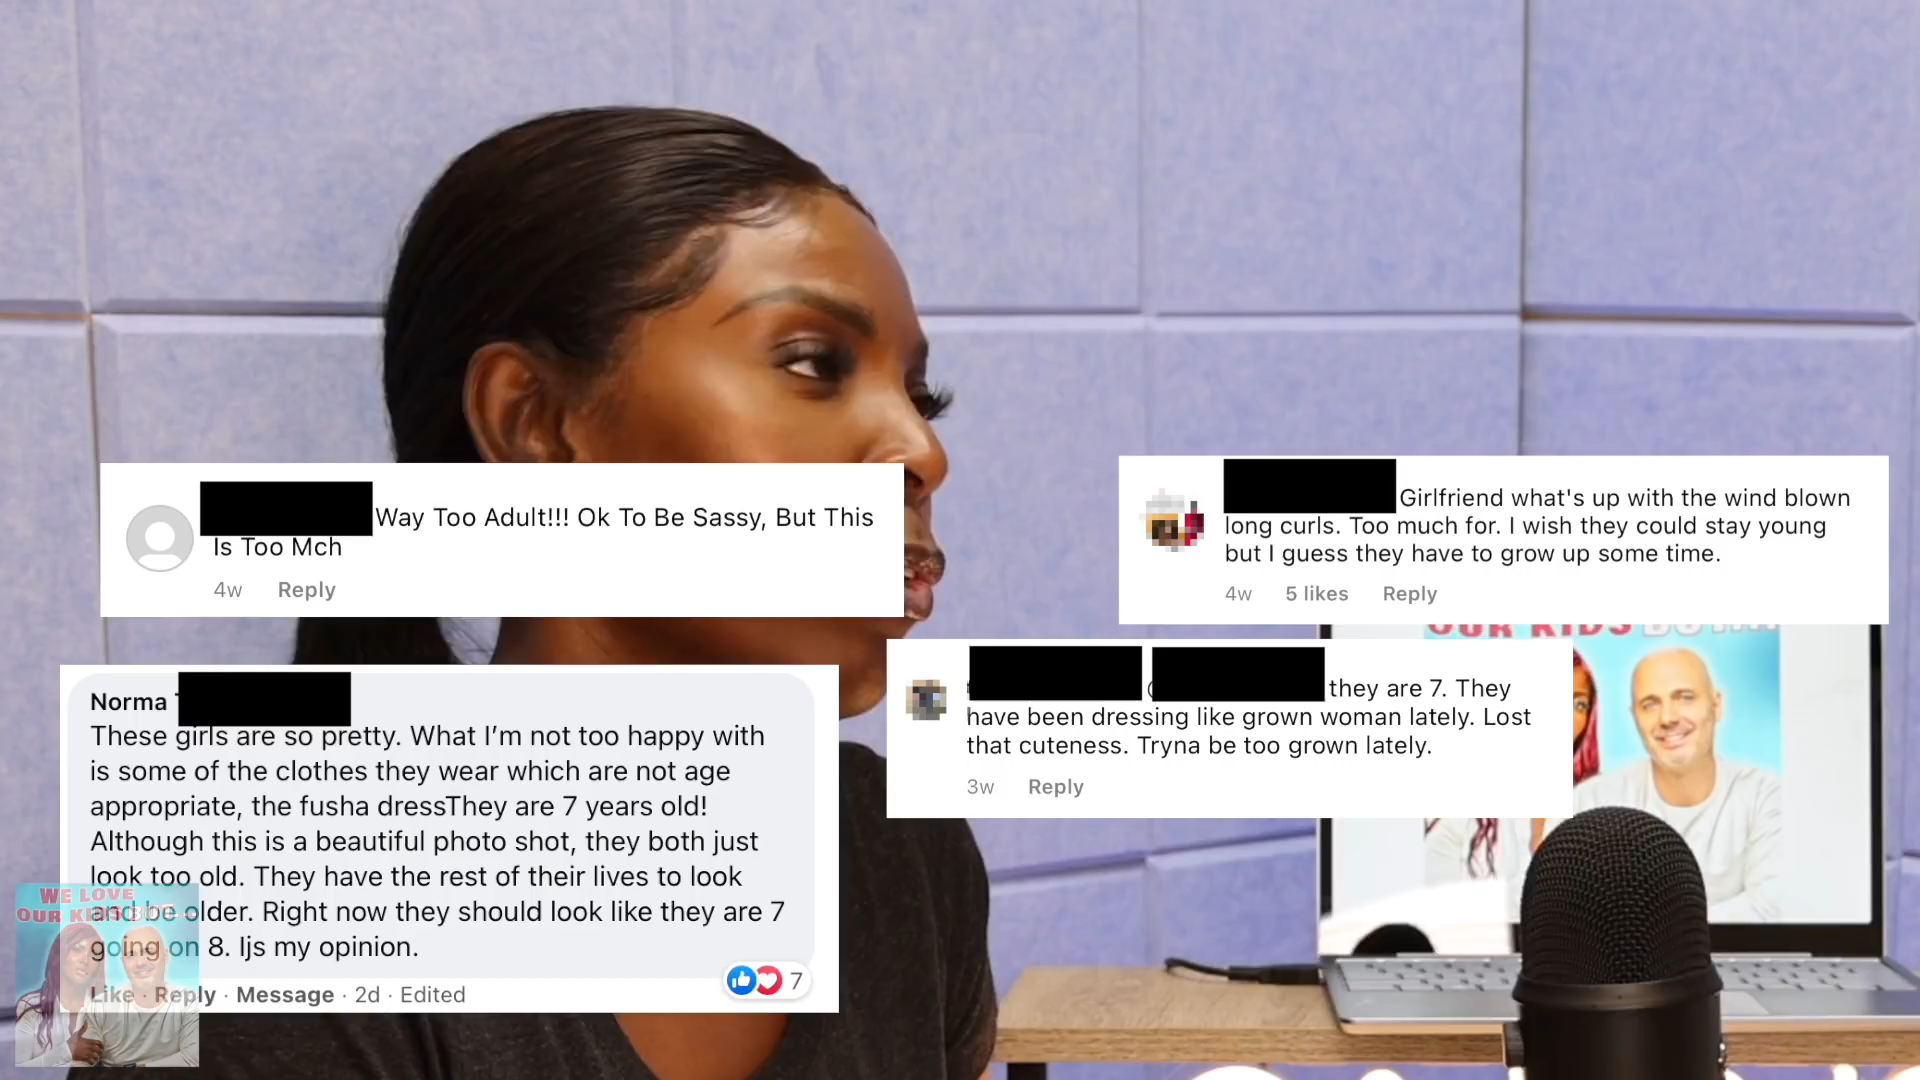 Way Too Adult!!! Ok To Be Sassy, But This
Is Too Mch
4w Reply
Girlfriend what's up with the wind blown
long curls. Too much for. I wish they could stay young
but I guess they have to grow up some time.
4w 5 likes Reply
they are 7. They
have been dressing like grown woman lately. Lost
that cuteness. Tryna be too grown lately.
3w Reply
Norma
These girls are so pretty. What I’m not too happy with
is some of the clothes they wear which are not age
appropriate, the fusha dressThey are 7 years old!
Although this is a beautiful photo shot, they both just
look too old. They have the rest of their lives to look
and be older. Right now they should look like they are 7
going on 8. Ijs my opinion.
Like · Reply · Message · 2d · Edited
7
WE LOVE
OUR KIDS BUT...
OUR KIDS